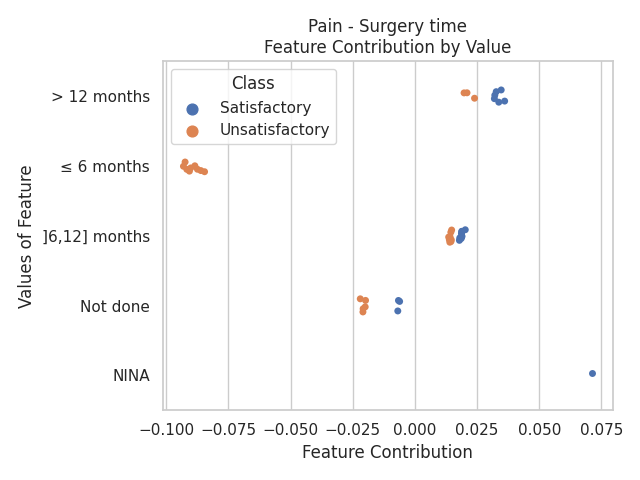 Pain - Surgery time
Feature Contribution by Value
Class
Satisfactory
Unsatisfactory
Values of Feature
> 12 months
≤ 6 months
]6,12] months
Not done
NINA
−0.100 −0.075 −0.050 −0.025 0.000 0.025 0.050 0.075
Feature Contribution